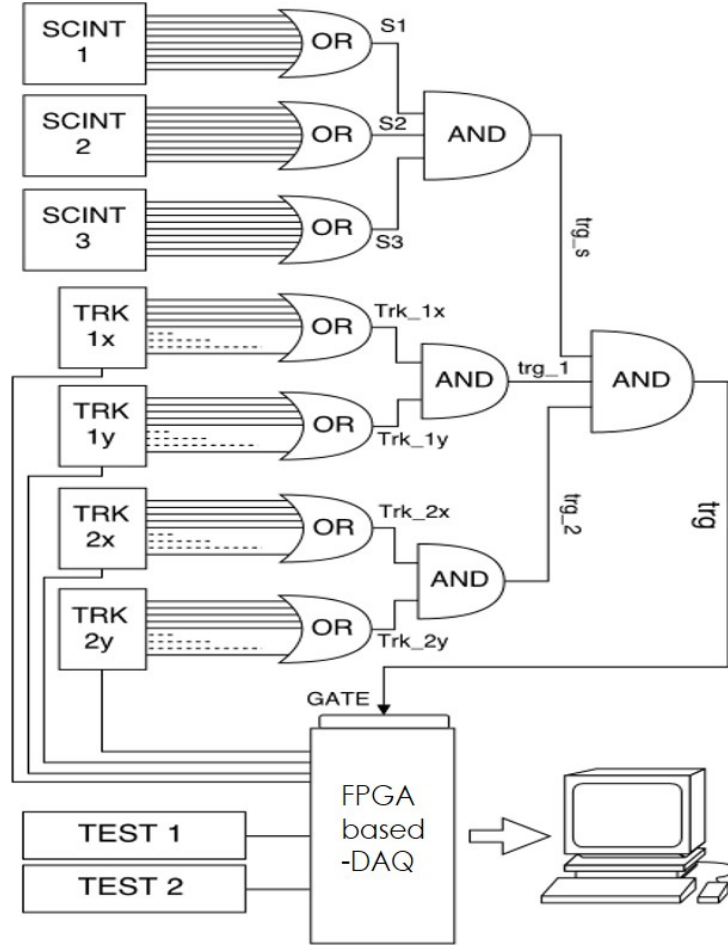 SCINT
1
OR
S1
SCINT
2
OR
S2
AND
SCINT
3
OR
S3
trg_s
TRK
1x
OR
Trk_1x
AND
trg_1
AND
TRK
1y
OR
Trk_1y
TRK
2x
OR
Trk_2x
trg_2
trg
AND
TRK
2y
OR
Trk_2y
GATE
FPGA
based
-DAQ
TEST 1
TEST 2